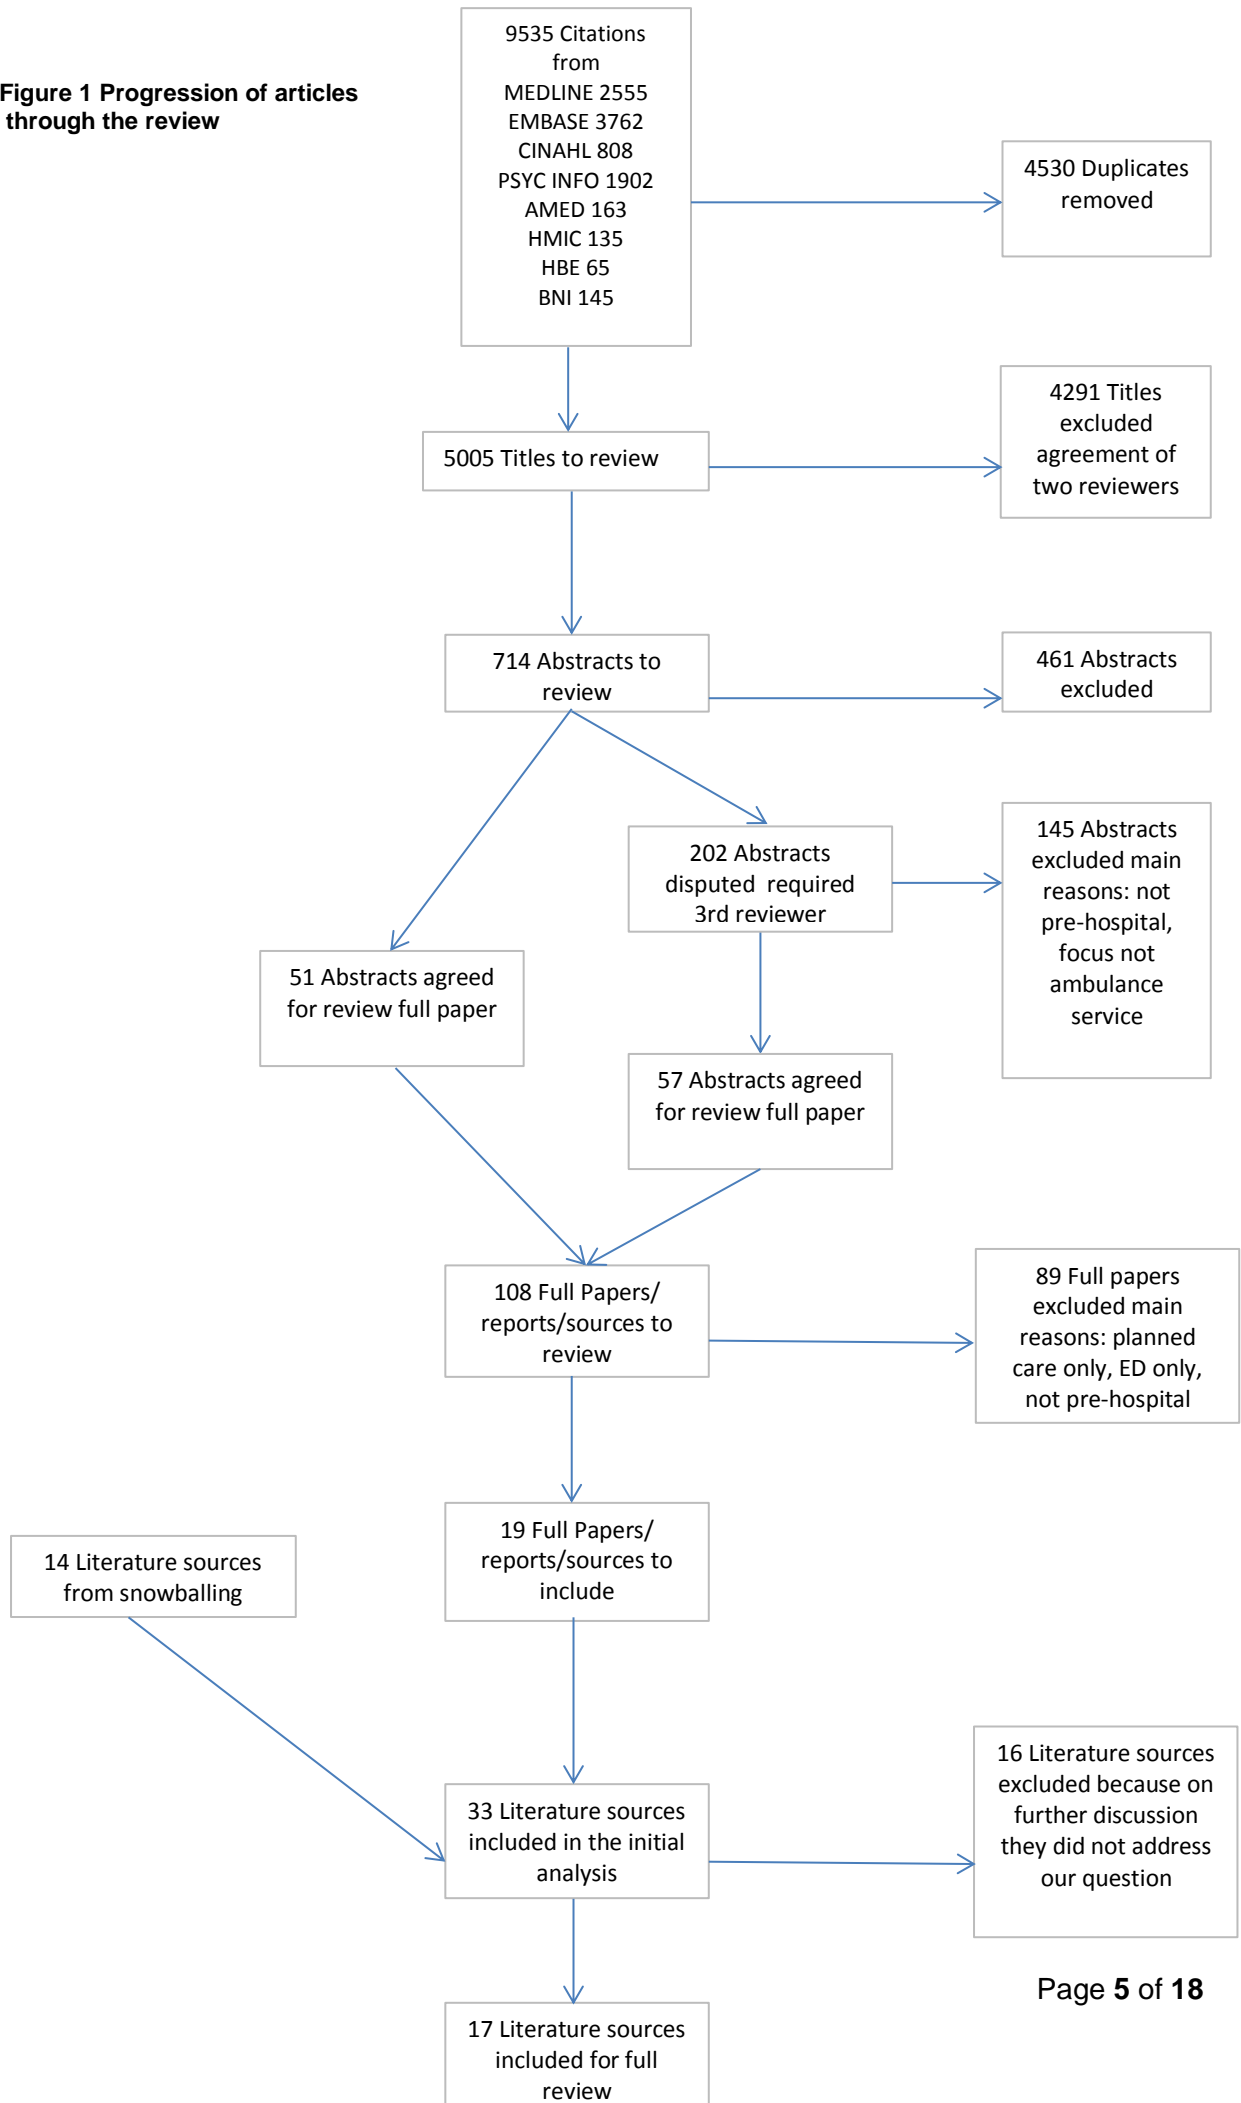 Figure 1 Progression of articles
through the review
9535 Citations
from
MEDLINE 2555
EMBASE 3762
CINAHL 808
PSYC INFO 1902
AMED 163
HMIC 135
HBE 65
BNI 145
4530 Duplicates
removed
5005 Titles to review
4291 Titles
excluded
agreement of
two reviewers
714 Abstracts to
review
461 Abstracts
excluded
202 Abstracts
disputed required
3rd reviewer
145 Abstracts
excluded main
reasons: not
pre-hospital,
focus not
ambulance
service
51 Abstracts agreed
for review full paper
57 Abstracts agreed
for review full paper
108 Full Papers/
reports/sources to
review
89 Full papers
excluded main
reasons: planned
care only, ED only,
not pre-hospital
19 Full Papers/
reports/sources to
include
14 Literature sources
from snowballing
33 Literature sources
included in the initial
analysis
16 Literature sources
excluded because on
further discussion
they did not address
our question
17 Literature sources
included for full
review
Page 5 of 18